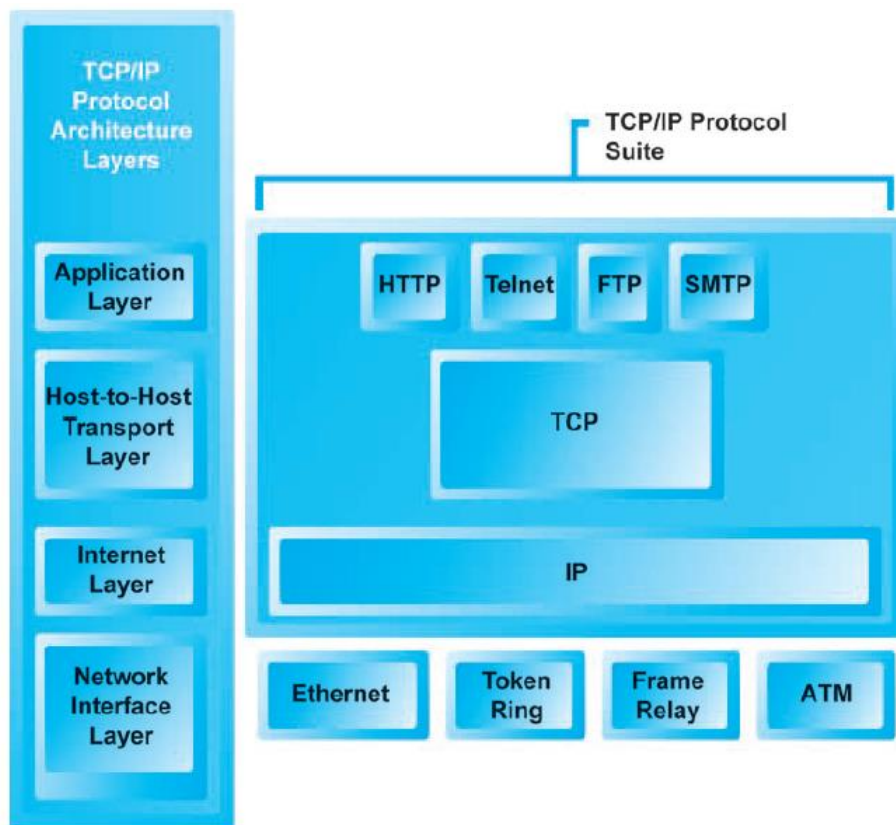 TCP/IP
Protocol
Architecture
Layers
TCP/IP Protocol
Suite
Application
Layer
HTTP
Telnet
FTP
SMTP
Host-to-Host
Transport
Layer
TCP
Internet
Layer
IP
Network
Interface
Layer
Ethernet
Token
Ring
Frame
Relay
ATM